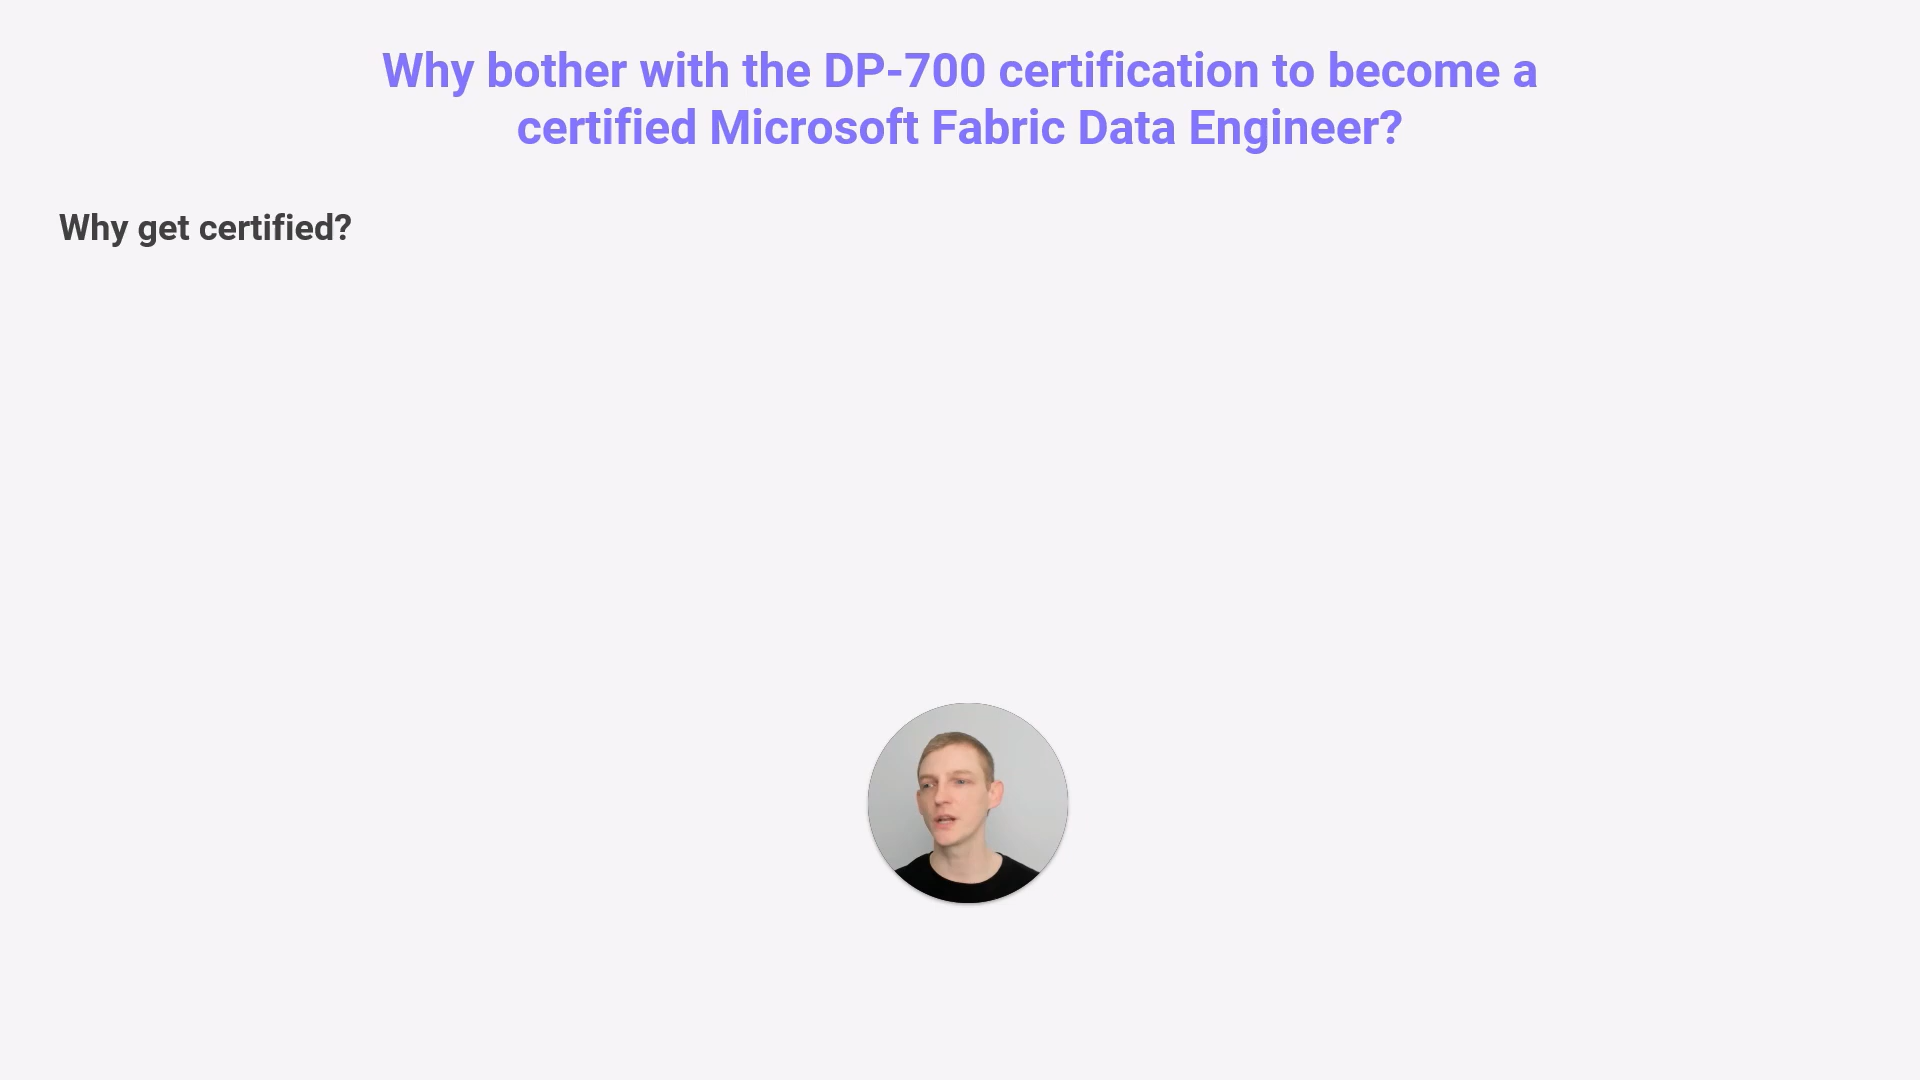 Why bother with the DP-700 certification to become a
certified Microsoft Fabric Data Engineer?
Why get certified?